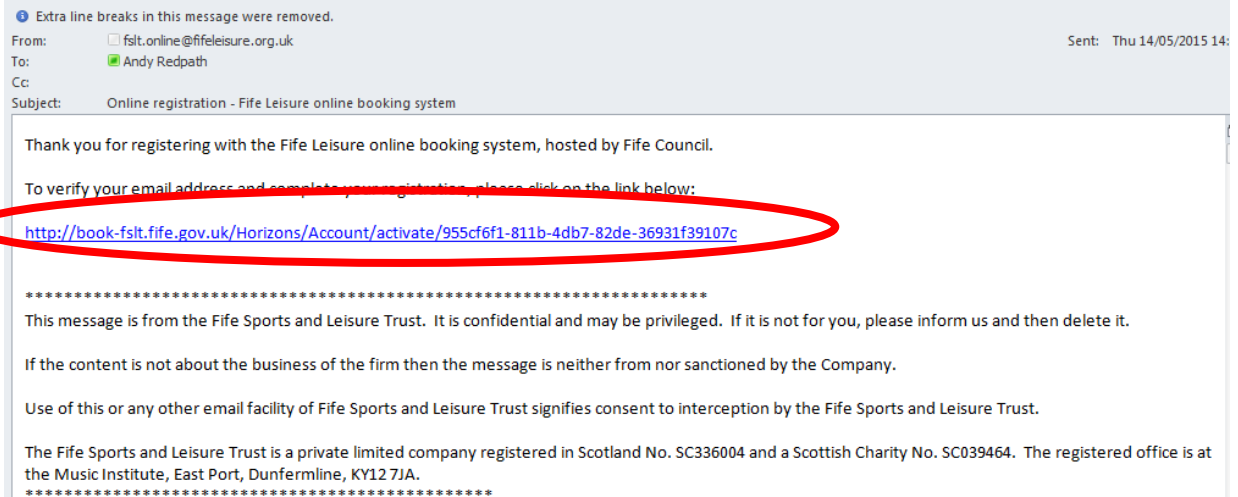 Extra line breaks in this message were removed.
From: fslt.online@fifeleisure.org.uk Sent: Thu 14/05/2015 14:
To: Andy Redpath
Cc:
Subject: Online registration - Fife Leisure online booking system
Thank you for registering with the Fife Leisure online booking system, hosted by Fife Council.
To verify your email address and complete your registration, please click on the link below:
http://book-fslt.fife.gov.uk/Horizons/Account/activate/955cf6f1-811b-4db7-82de-36931f39107c
**********************************************************************
This message is from the Fife Sports and Leisure Trust. It is confidential and may be privileged. If it is not for you, please inform us and then delete it.
If the content is not about the business of the firm then the message is neither from nor sanctioned by the Company.
Use of this or any other email facility of Fife Sports and Leisure Trust signifies consent to interception by the Fife Sports and Leisure Trust.
The Fife Sports and Leisure Trust is a private limited company registered in Scotland No. SC336004 and a Scottish Charity No. SC039464. The registered office is at
the Music Institute, East Port, Dunfermline, KY12 7JA.
************************************************